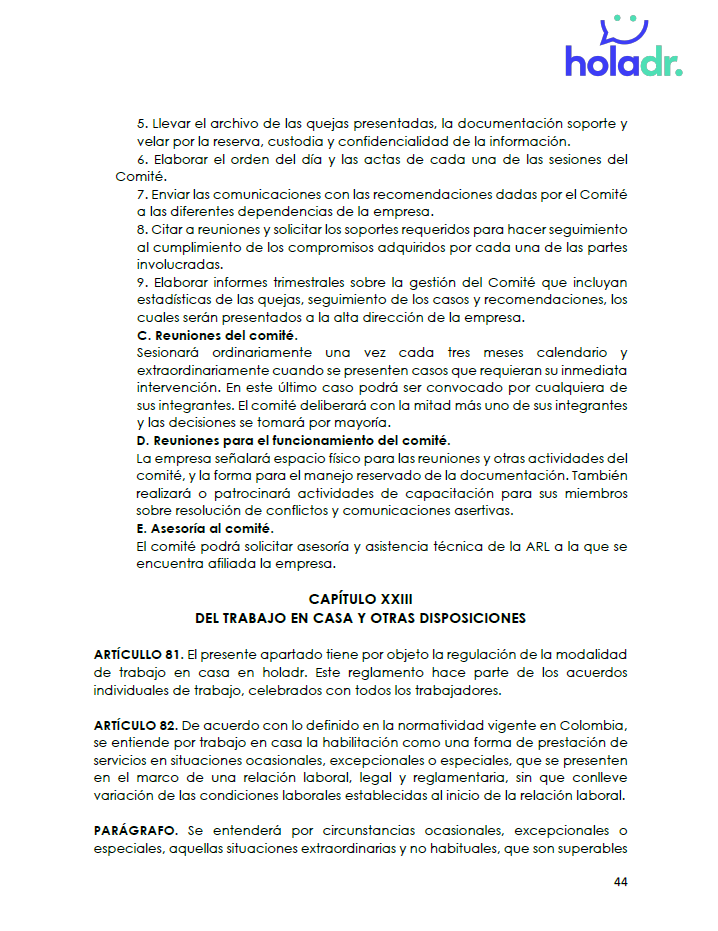 holadr.
5. Llevar el archivo de las quejas presentadas, la documentación soporte y
velar por la reserva, custodia y confidencialidad de la información.
6. Elaborar el orden del día y las actas de cada una de las sesiones del
Comité.
7. Enviar las comunicaciones con las recomendaciones dadas por el Comité
a las diferentes dependencias de la empresa.
8. Citar a reuniones y solicitar los soportes requeridos para hacer seguimiento
al cumplimiento de los compromisos adquiridos por cada una de las partes
involucradas.
9. Elaborar informes trimestrales sobre la gestión del Comité que incluyan
estadísticas de las quejas, seguimiento de los casos y recomendaciones, los
cuales serán presentados a la alta dirección de la empresa.
C. Reuniones del comité.
Sesionará ordinariamente una vez cada tres meses calendario y
extraordinariamente cuando se presenten casos que requieran su inmediata
intervención. En este último caso podrá ser convocado por cualquiera de
sus integrantes. El comité deliberará con la mitad más uno de sus integrantes
y las decisiones se tomará por mayoría.
D. Reuniones para el funcionamiento del comité.
La empresa señalará espacio físico para las reuniones y otras actividades del
comité, y la forma para el manejo reservado de la documentación. También
realizará o patrocinará actividades de capacitación para sus miembros
sobre resolución de conflictos y comunicaciones asertivas.
E. Asesoría al comité.
El comité podrá solicitar asesoría y asistencia técnica de la ARL a la que se
encuentra afiliada la empresa.
CAPÍTULO XXIII
DEL TRABAJO EN CASA Y OTRAS DISPOSICIONES
ARTÍCULLO 81. El presente apartado tiene por objeto la regulación de la modalidad
de trabajo en casa en holadr. Este reglamento hace parte de los acuerdos
individuales de trabajo, celebrados con todos los trabajadores.
ARTÍCULO 82. De acuerdo con lo definido en la normatividad vigente en Colombia,
se entiende por trabajo en casa la habilitación como una forma de prestación de
servicios en situaciones ocasionales, excepcionales o especiales, que se presenten
en el marco de una relación laboral, legal y reglamentaria, sin que conlleve
variación de las condiciones laborales establecidas al inicio de la relación laboral.
PARÁGRAFO. Se entenderá por circunstancias ocasionales, excepcionales o
especiales, aquellas situaciones extraordinarias y no habituales, que son superables
44